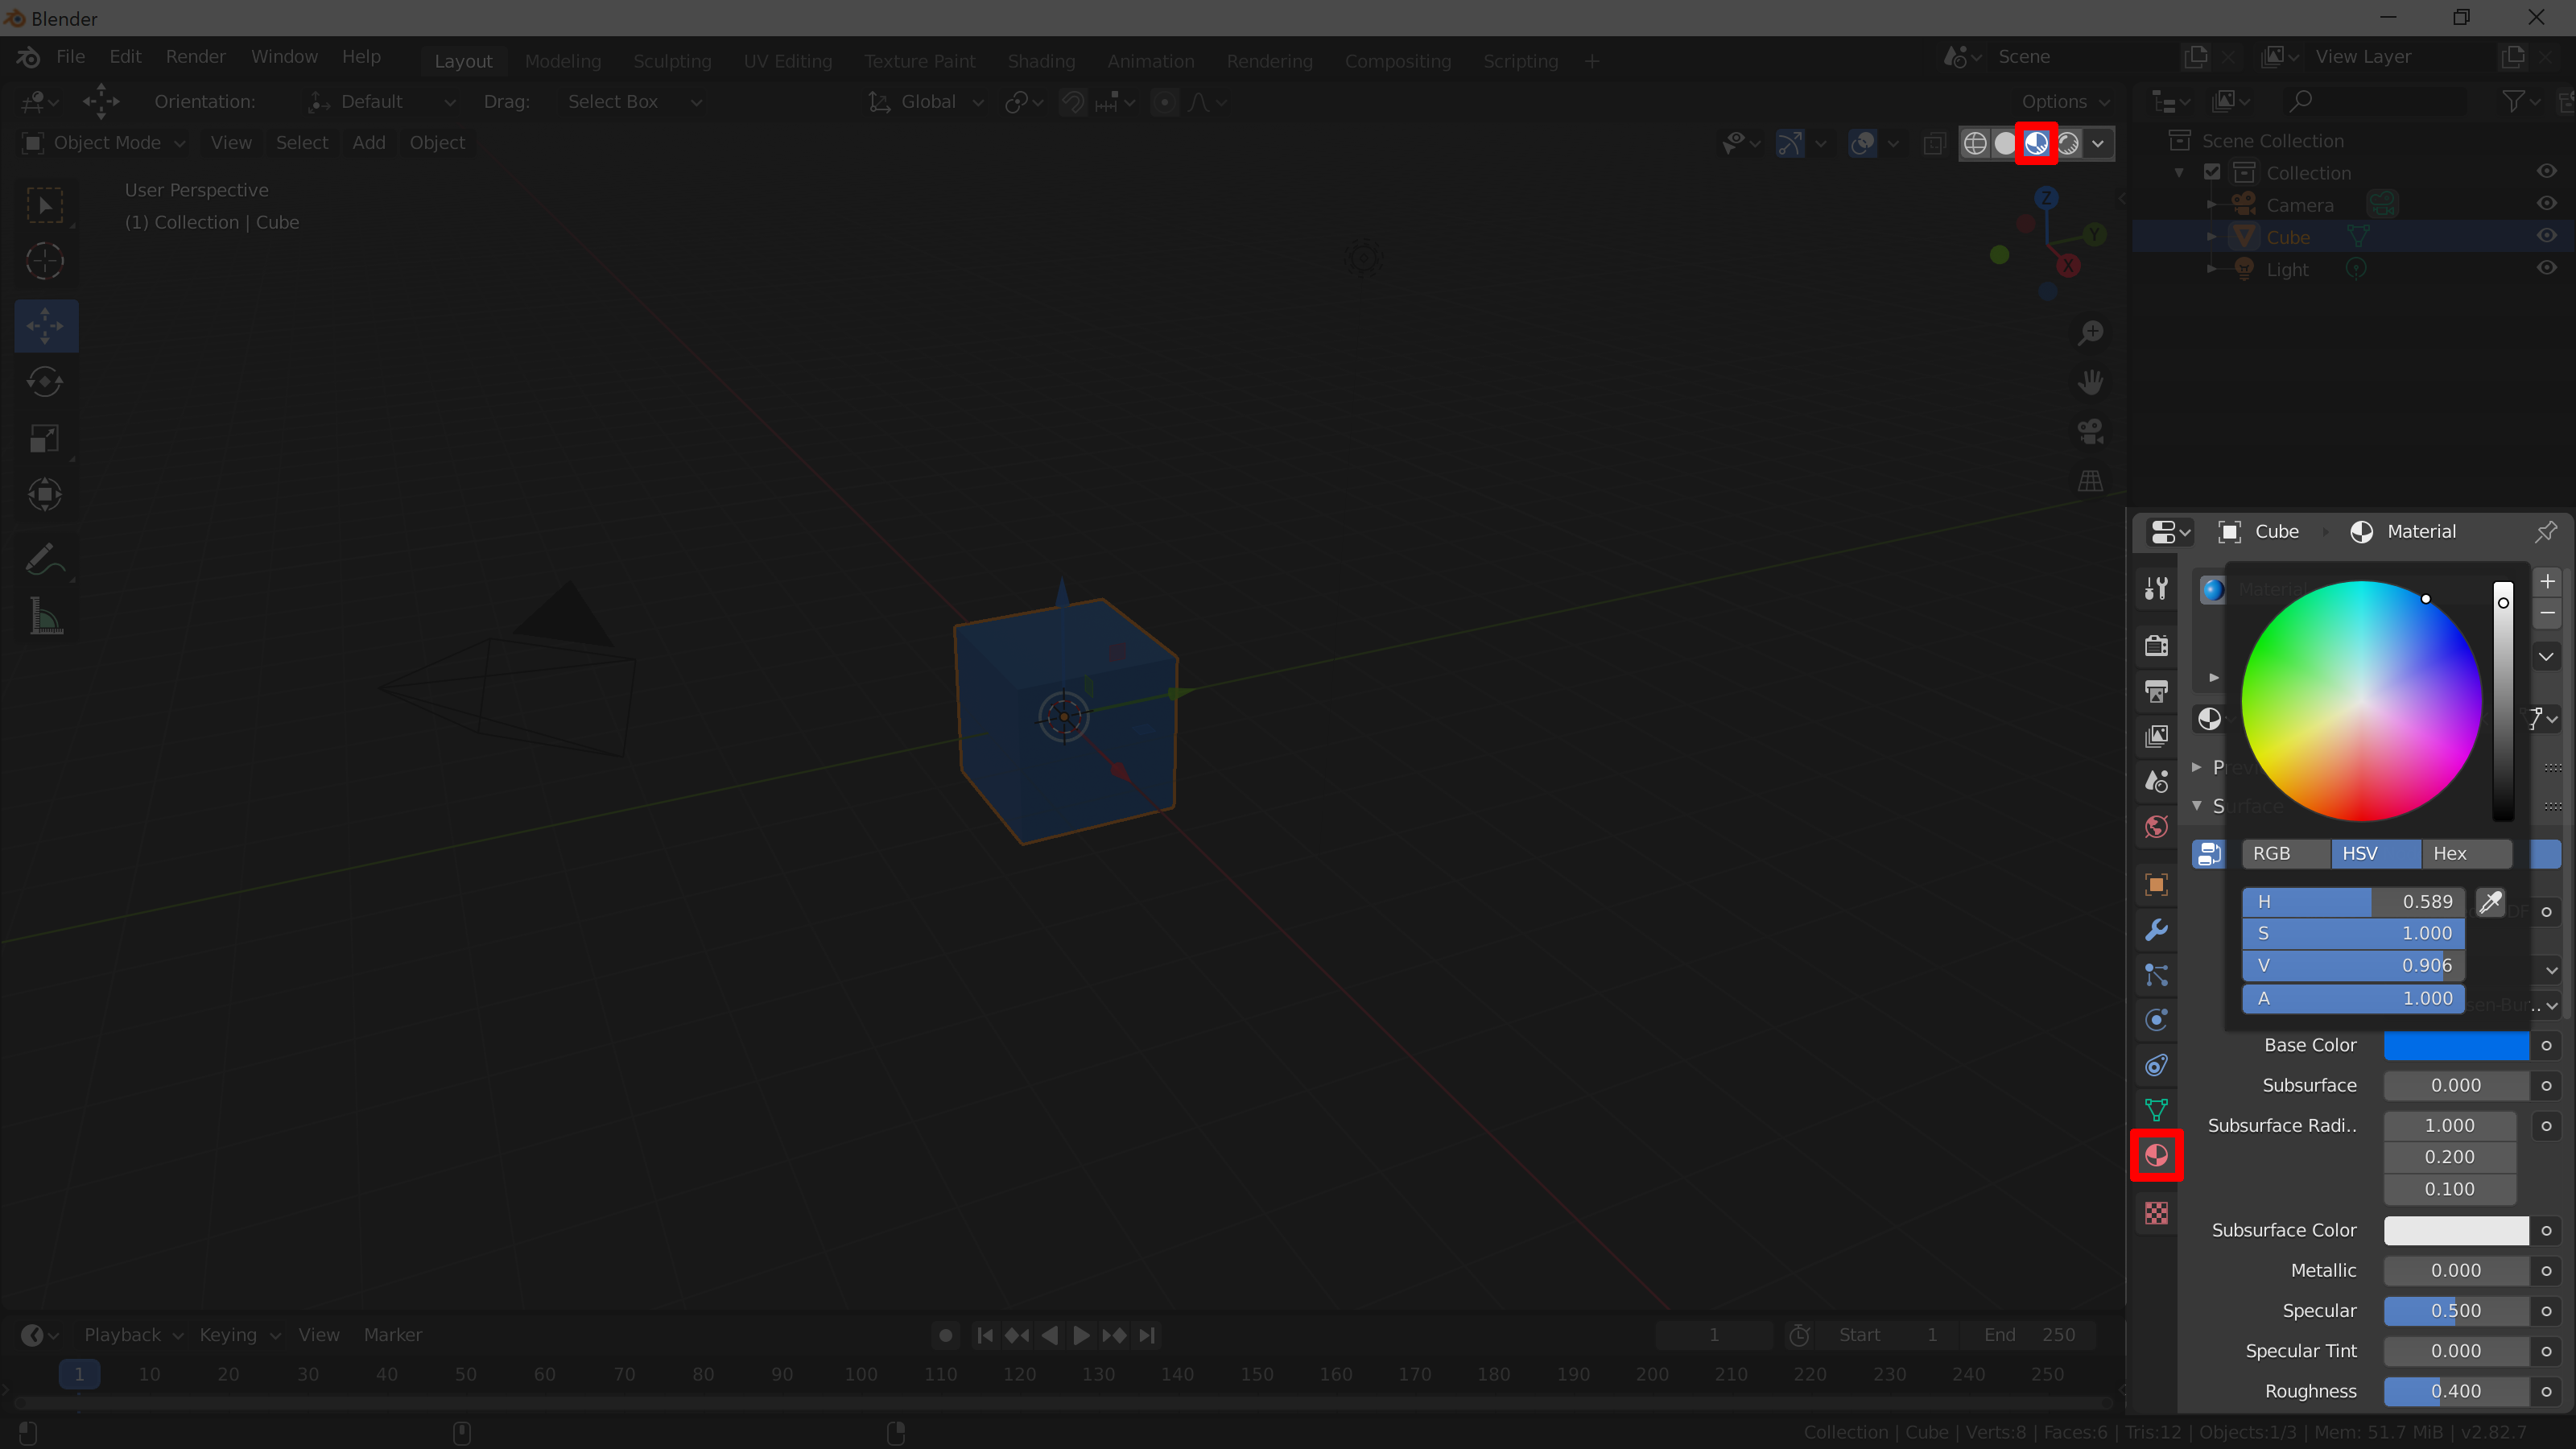 Blender
File Edit Render Window Help Layout Modeling Sculpting UV Editing Texture Paint Shading Animation Rendering Compositing Scripting + Scene View Layer
Orientation: Default Drag: Select Box Global Options
Object Mode View Select Add Object
User Perspective
(1) Collection | Cube
Z
Y
X
Scene Collection
Collection
Camera
Cube
Light
Cube Material
Material
Surface
RGB HSV Hex
H 0.589
S 1.000
V 0.906
A 1.000
Base Color
Subsurface 0.000
Subsurface Radi.. 1.000
0.200
0.100
Subsurface Color
Metallic 0.000
Specular 0.500
Specular Tint 0.000
Roughness 0.400
Playback Keying View Marker 1 Start 1 End 250
1 10 20 30 40 50 60 70 80 90 100 110 120 130 140 150 160 170 180 190 200 210 220 230 240 250
Collection | Cube | Verts:8 | Faces:6 | Tris:12 | Objects:1/3 | Mem: 51.7 MiB | v2.82.7